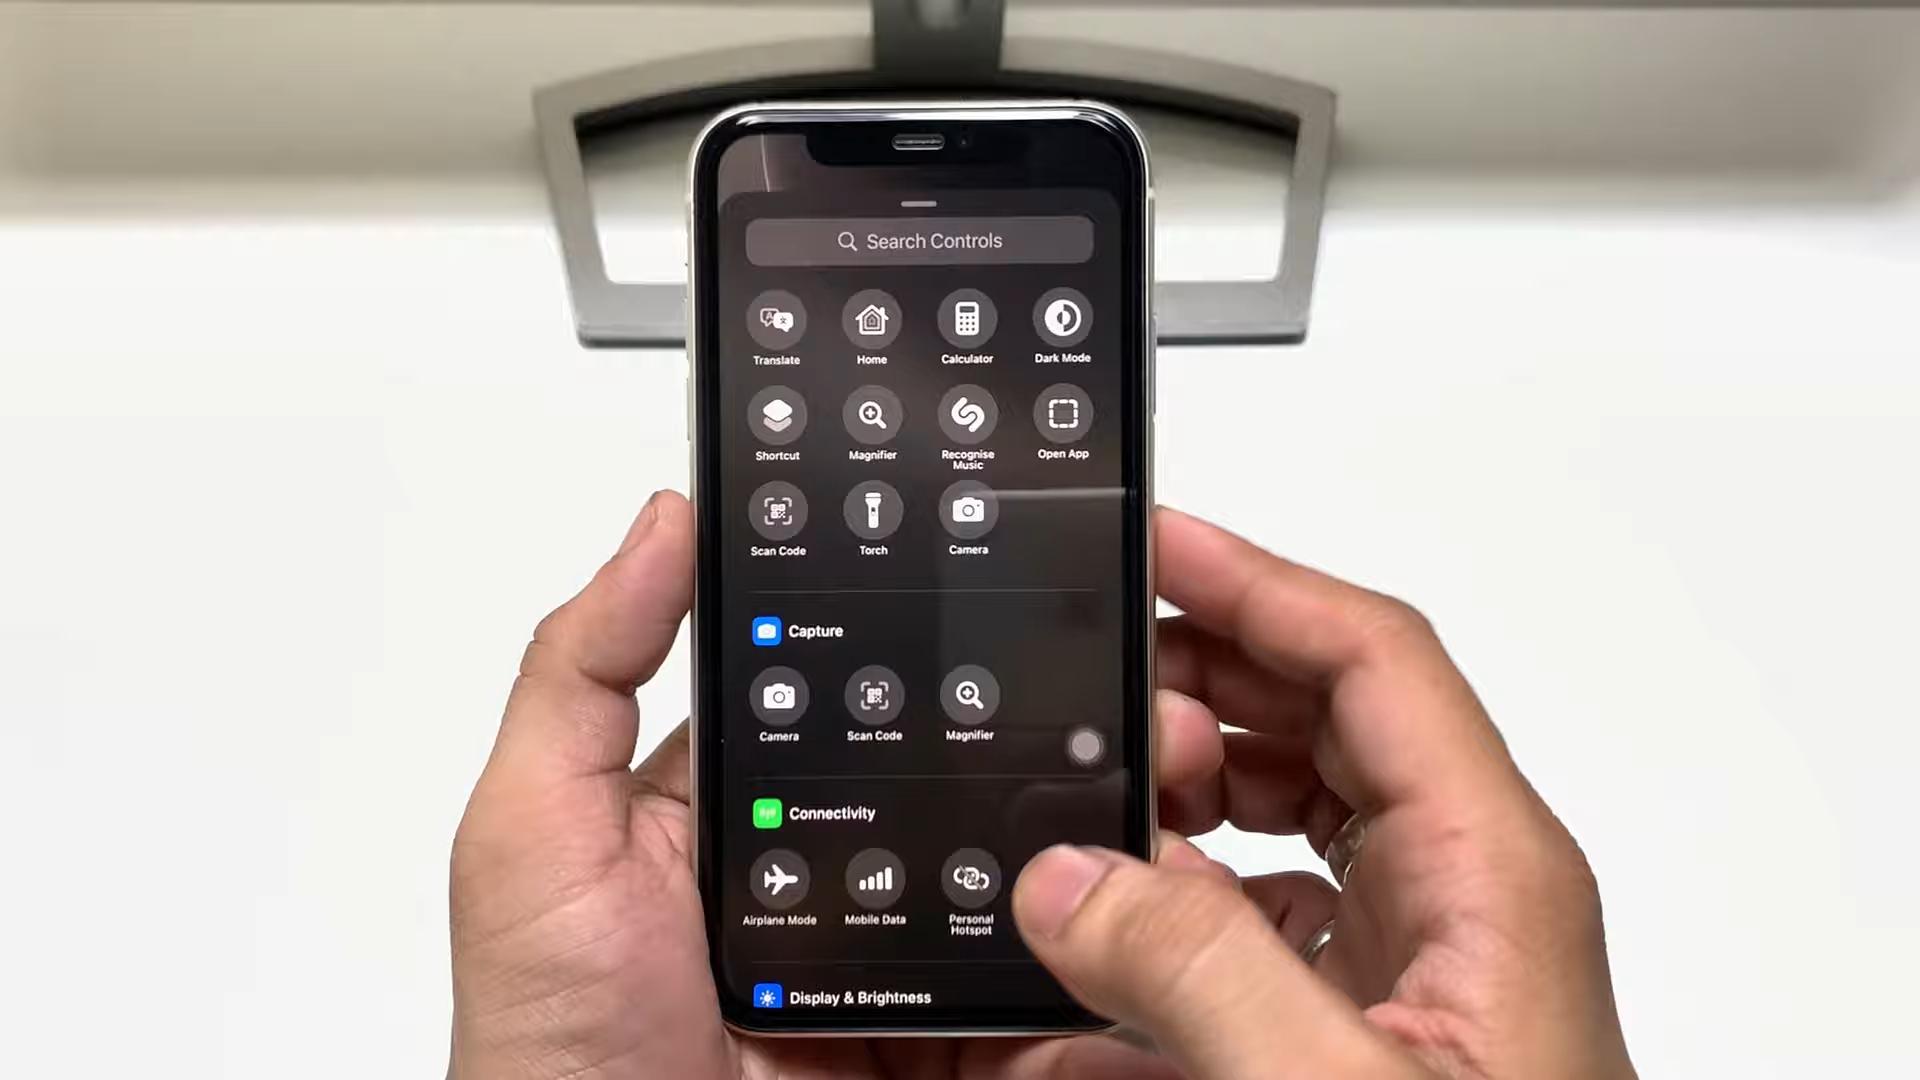 Search Controls
Translate
Home
Calculator
Dark Mode
Shortcut
Magnifier
Recognise
Music
Open App
Scan Code
Torch
Camera
Capture
Camera
Scan Code
Magnifier
Connectivity
Airplane Mode
Mobile Data
Personal
Hotspot
Display & Brightness